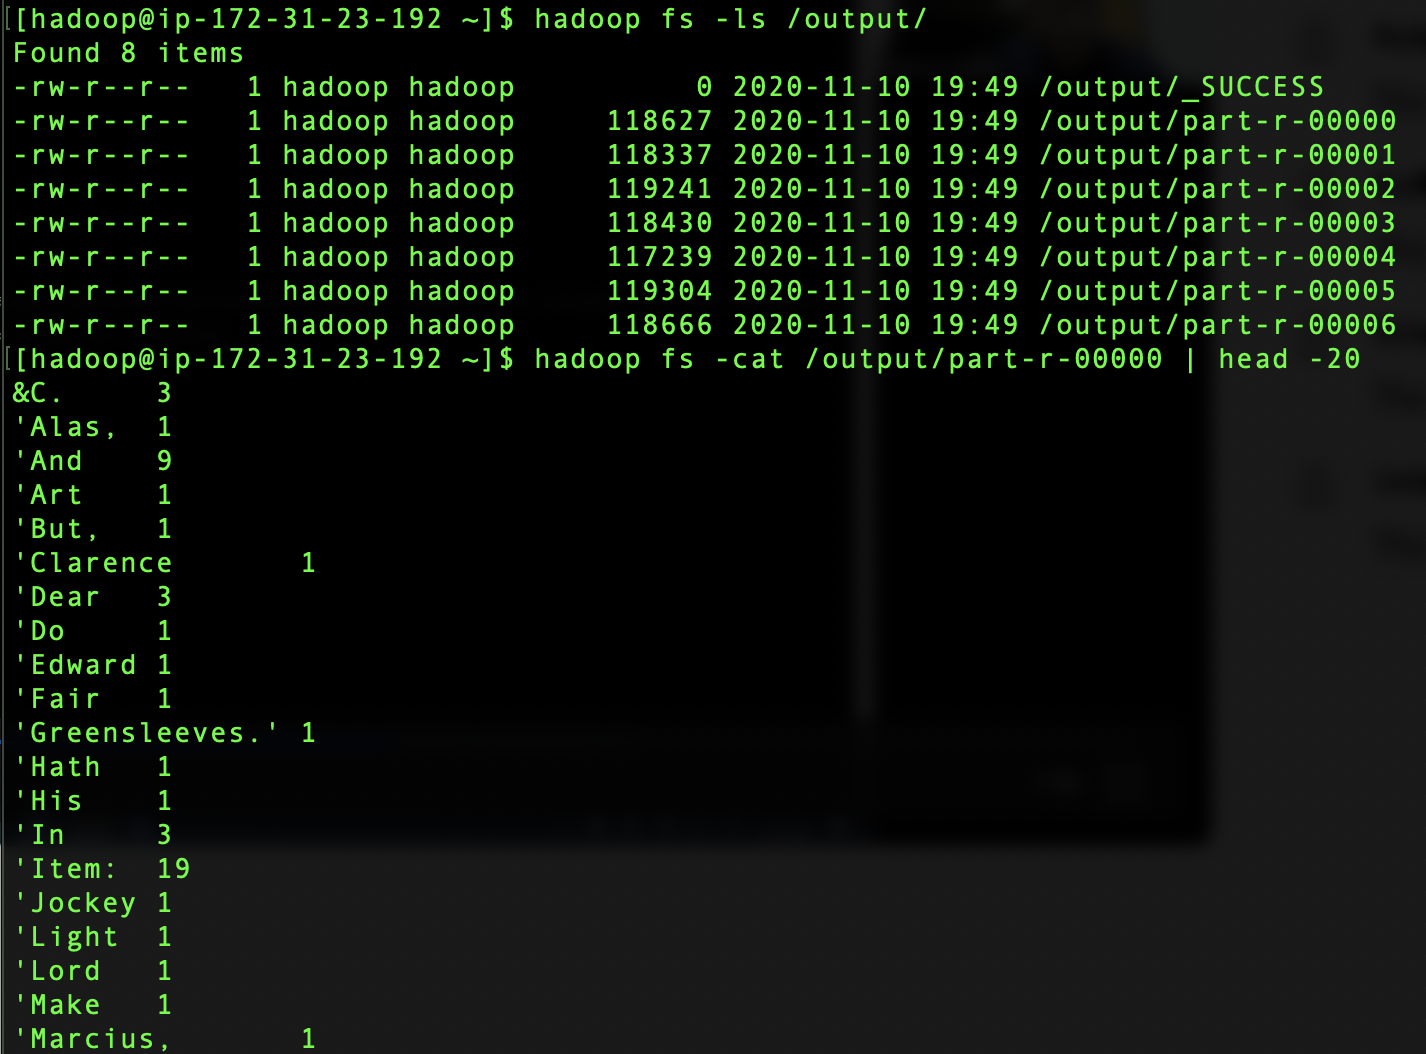 [[hadoop@ip-172-31-23-192 ~]$ hadoop fs -ls /output/
Found 8 items
-rw-r--r--   1 hadoop hadoop          0 2020-11-10 19:49 /output/_SUCCESS
-rw-r--r--   1 hadoop hadoop     118627 2020-11-10 19:49 /output/part-r-00000
-rw-r--r--   1 hadoop hadoop     118337 2020-11-10 19:49 /output/part-r-00001
-rw-r--r--   1 hadoop hadoop     119241 2020-11-10 19:49 /output/part-r-00002
-rw-r--r--   1 hadoop hadoop     118430 2020-11-10 19:49 /output/part-r-00003
-rw-r--r--   1 hadoop hadoop     117239 2020-11-10 19:49 /output/part-r-00004
-rw-r--r--   1 hadoop hadoop     119304 2020-11-10 19:49 /output/part-r-00005
-rw-r--r--   1 hadoop hadoop     118666 2020-11-10 19:49 /output/part-r-00006
[[hadoop@ip-172-31-23-192 ~]$ hadoop fs -cat /output/part-r-00000 | head -20
&C.     3
'Alas,  1
'And    9
'Art    1
'But,   1
'Clarence       1
'Dear   3
'Do     1
'Edward 1
'Fair   1
'Greensleeves.' 1
'Hath   1
'His    1
'In     3
'Item:  19
'Jockey 1
'Light  1
'Lord   1
'Make   1
'Marcius,       1